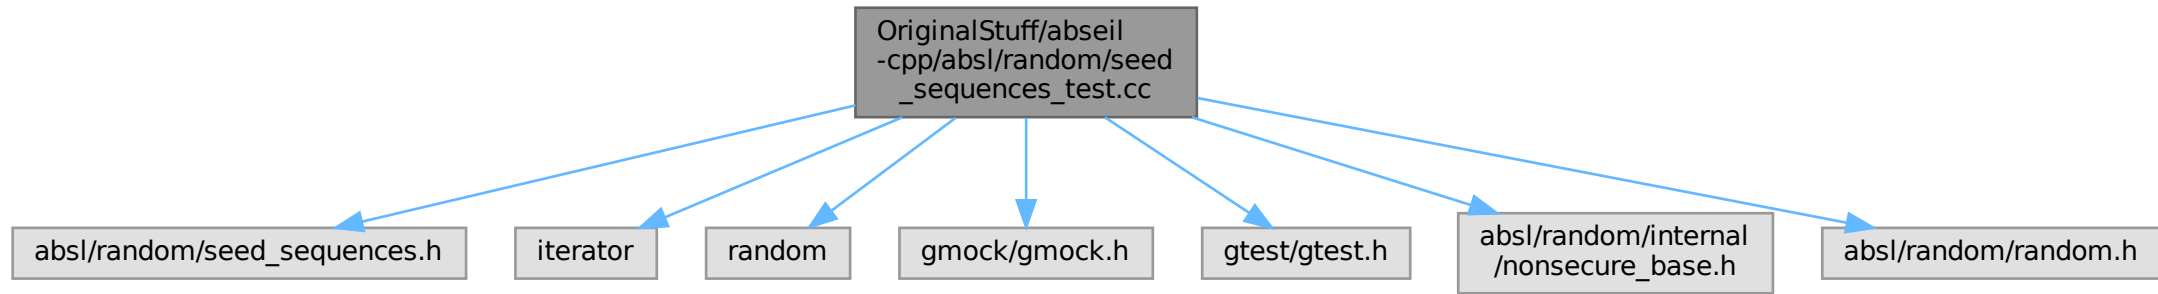 OriginalStuff/abseil
-cpp/absl/random/seed
_sequences_test.cc
absl/random/seed_sequences.h
iterator
random
gmock/gmock.h
gtest/gtest.h
absl/random/internal
/nonsecure_base.h
absl/random/random.h